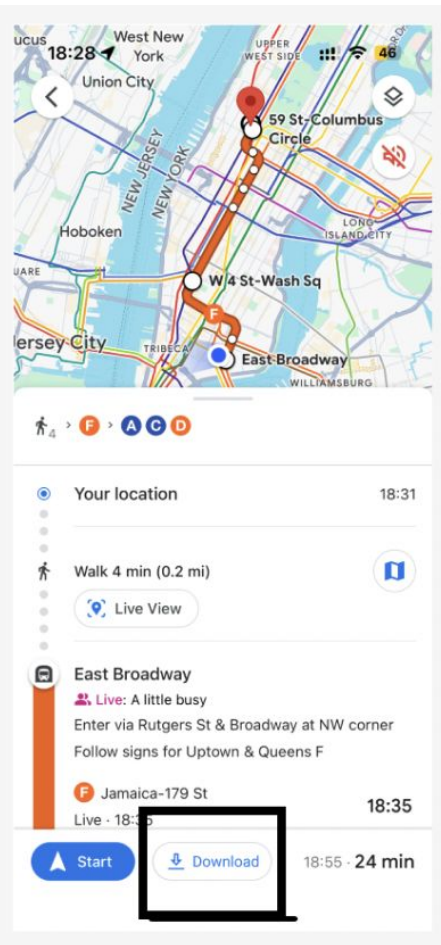 ucus
18:28
West New
York
46
UPPER
WEST SIDE
Union City
59 St-Columbus
Circle
NEW JERSEY
NEW YORK
Hoboken
LONG
ISLAND CITY
UARE
W 4 St-Wash Sq
F
ersey City
TRIBECA
East Broadway
WILLIAMSBURG
4 F A C D
Your location 18:31
Walk 4 min (0.2 mi)
Live View
East Broadway
Live: A little busy
Enter via Rutgers St & Broadway at NW corner
Follow signs for Uptown & Queens F
F Jamaica-179 St
18:35
Live · 18:35
Start Download 18:55 · 24 min